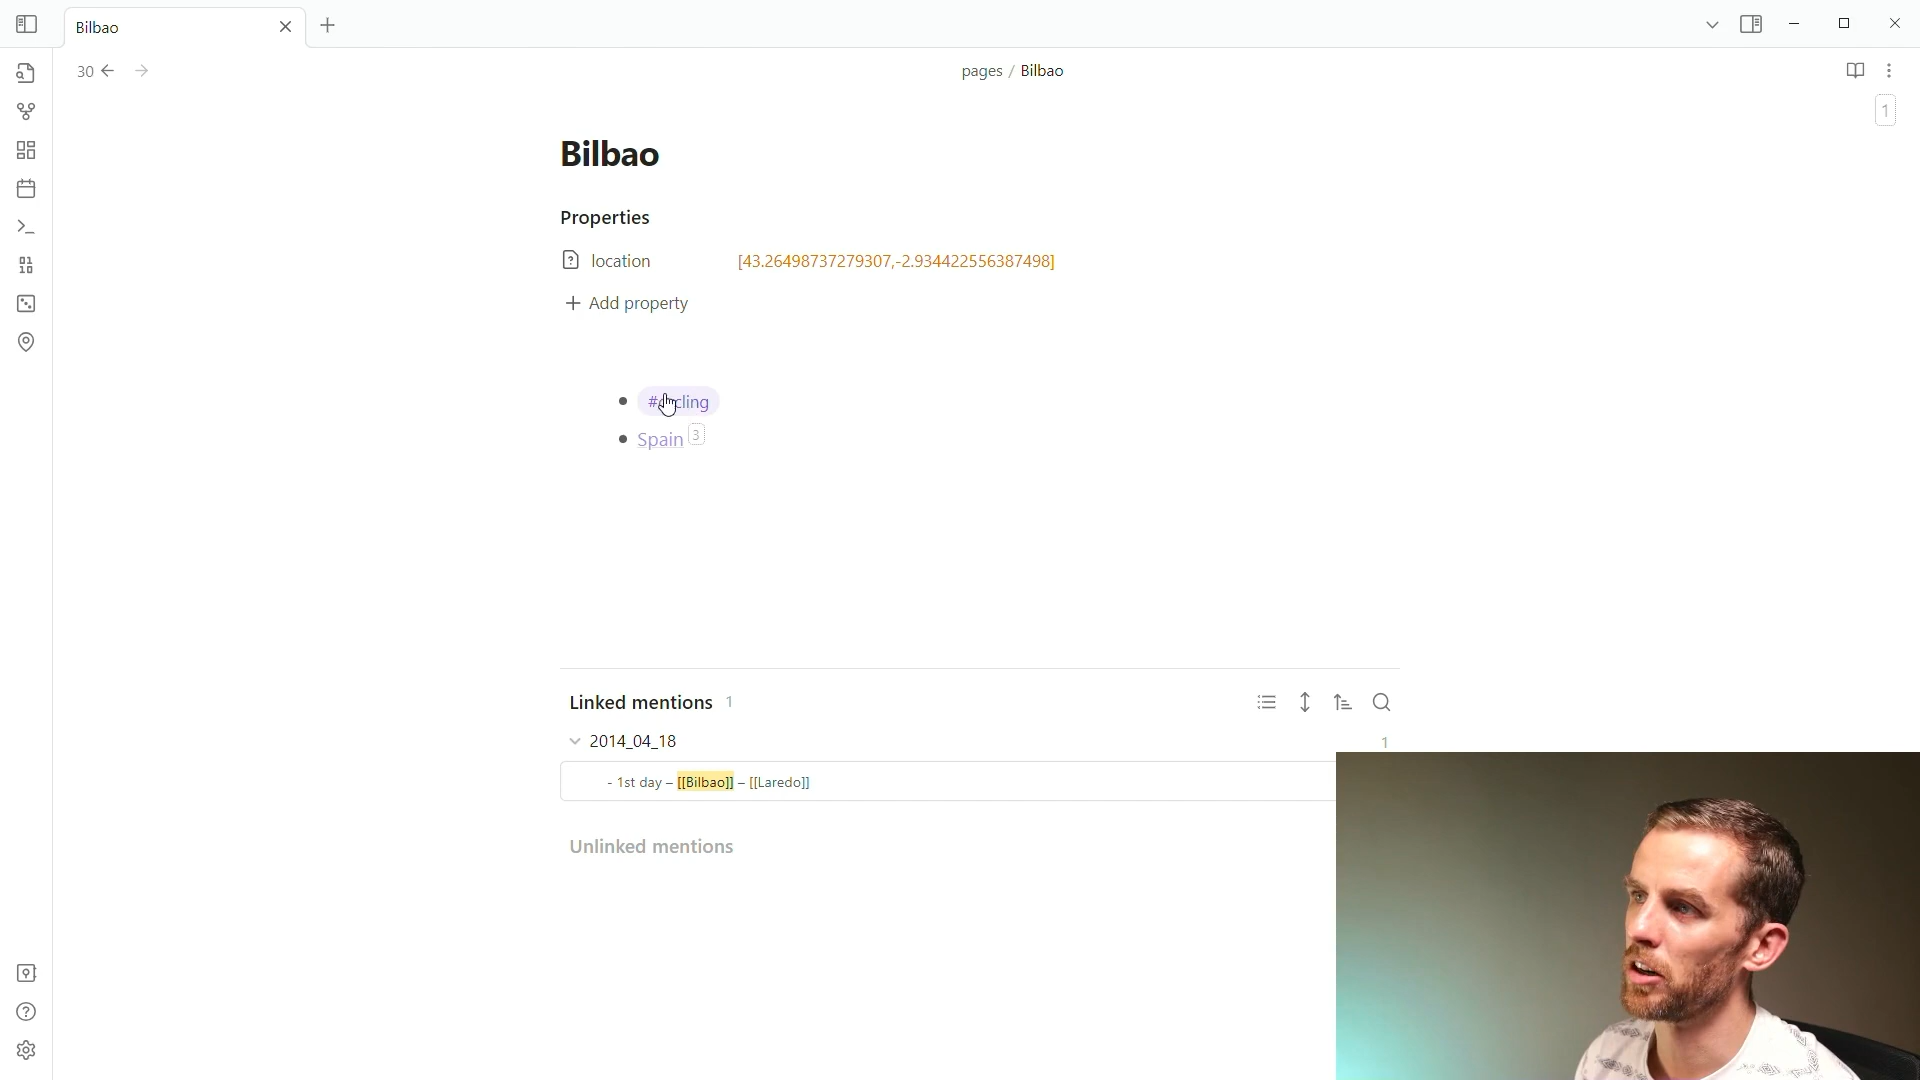 Bilbao
30
pages / Bilbao
1
Bilbao
Properties
location [43.26498737279307,-2.934422556387498]
Add property
Spain 3
Linked mentions 1
2014_04_18 1
- 1st day – [[Bilbao]] – [[Laredo]]
Unlinked mentions